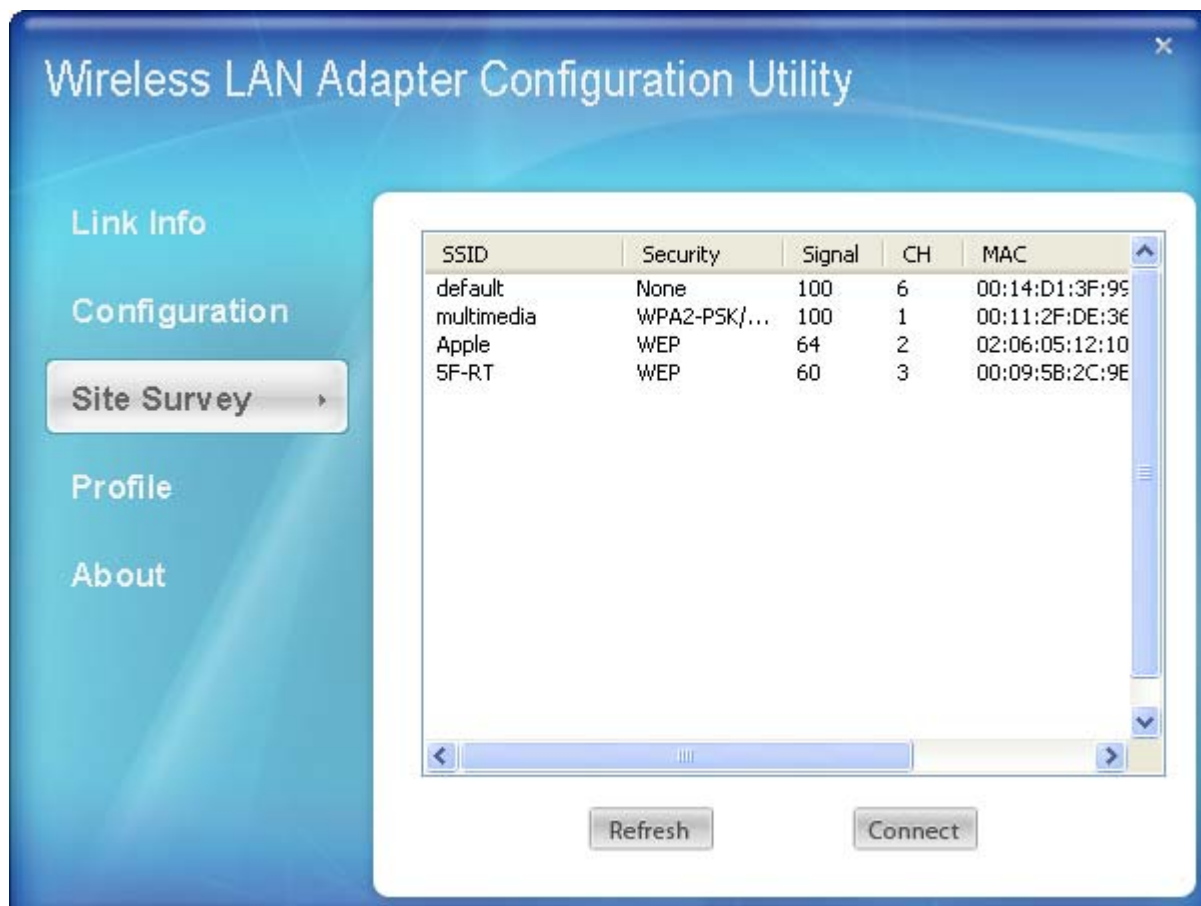 Wireless LAN Adapter Configuration Utility
Link Info
Configuration
Site Survey
Profile
About
SSID Security Signal CH MAC
default None 100 6 00:14:D1:3F:99
multimedia WPA2-PSK/... 100 1 00:11:2F:DE:36
Apple WEP 64 2 02:06:05:12:10
5F-RT WEP 60 3 00:09:5B:2C:9E
Refresh Connect